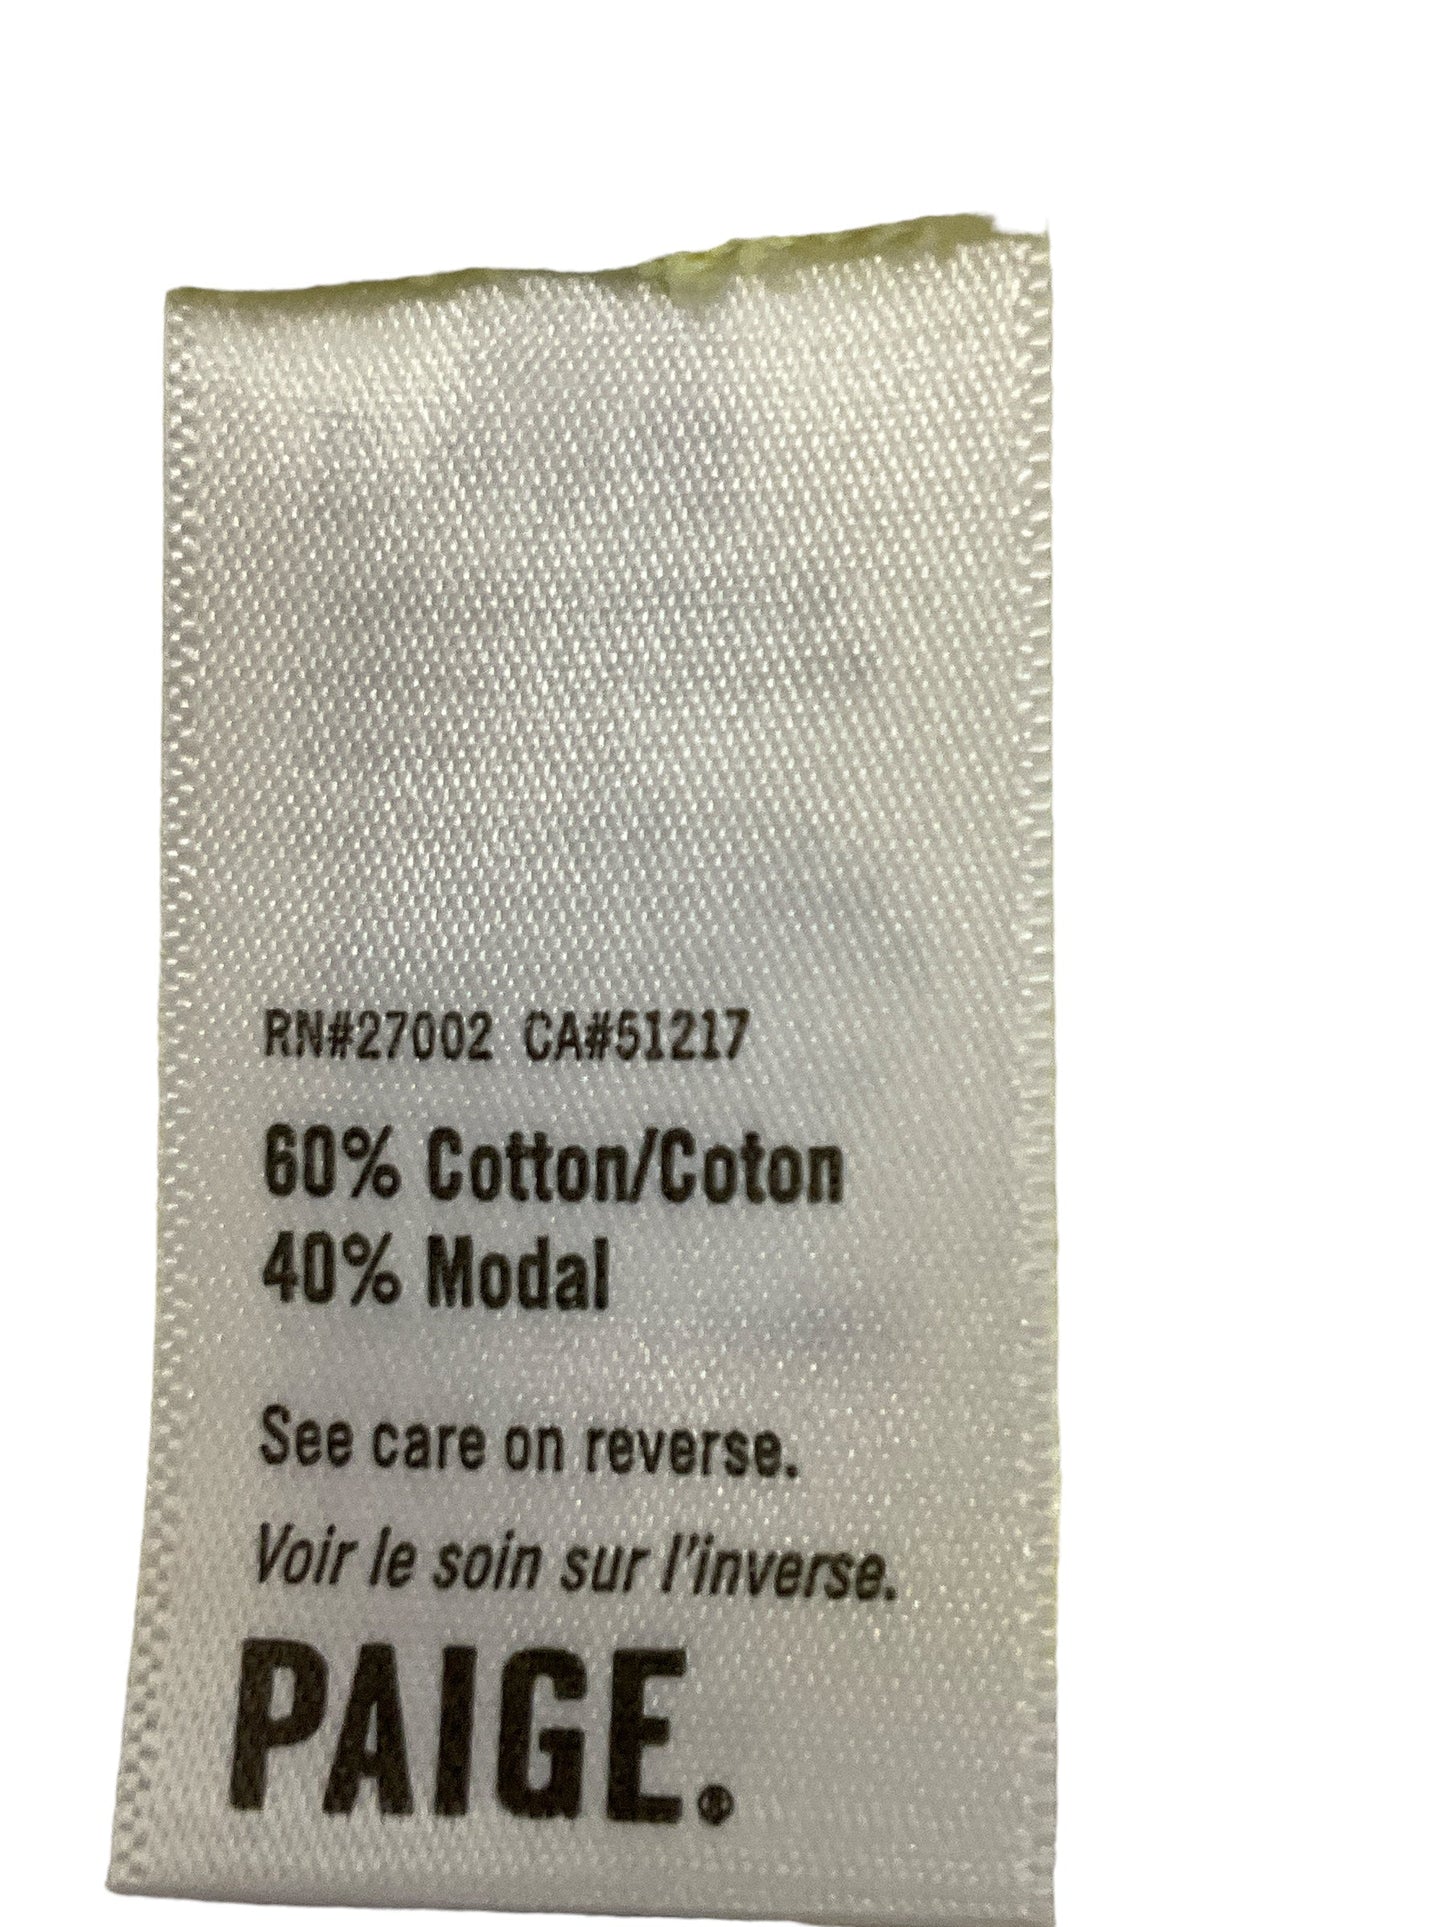 RN#27002 CA#51217
60% Cotton/Coton
40% Modal
See care on reverse.
Voir le soin sur l'inverse.
PAIGE.®